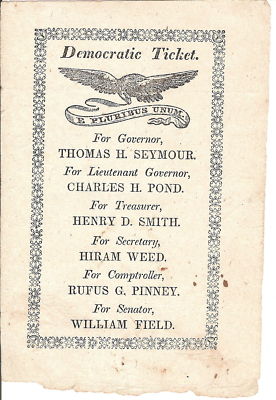 Democratic Ticket.
E PLURIBUS UNUM.
For Governor,
THOMAS H. SEYMOUR.
For Lieutenant Governor,
CHARLES H. POND.
For Treasurer,
HENRY D. SMITH.
For Secretary,
HIRAM WEED.
For Comptroller,
RUFUS G. PINNEY.
For Senator,
WILLIAM FIELD.